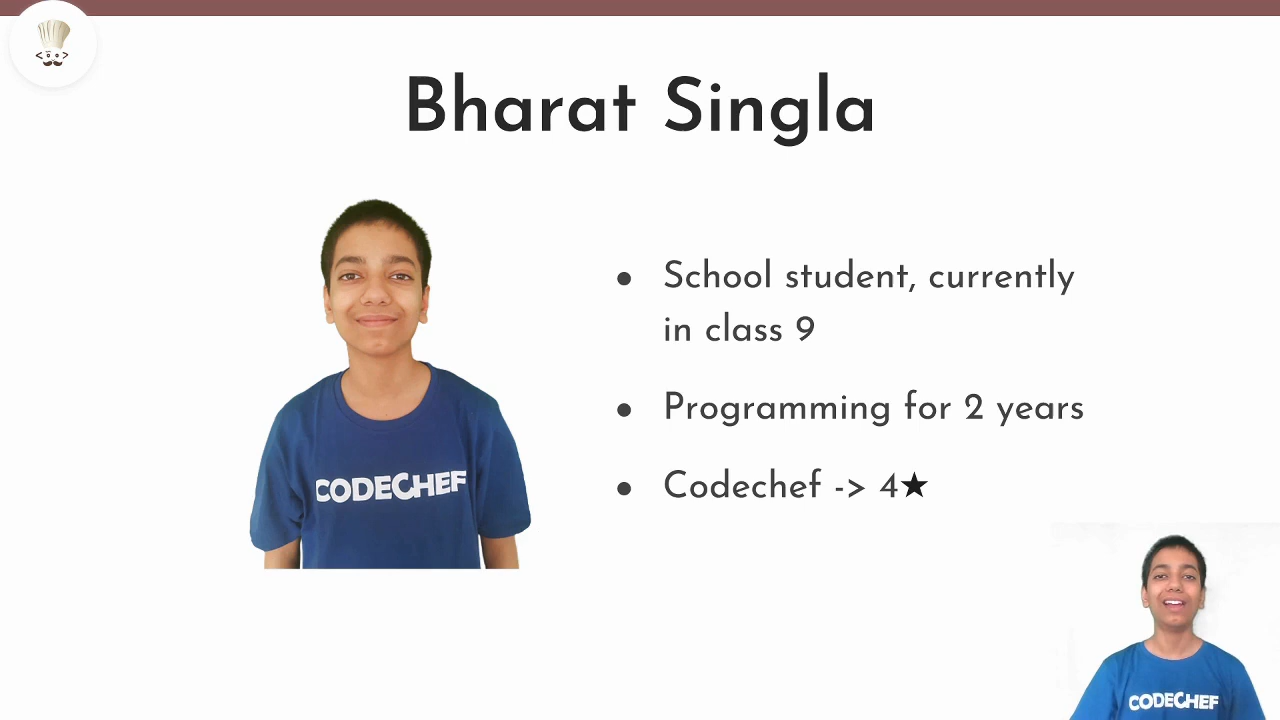 Bharat Singla
● School student, currently
in class 9
● Programming for 2 years
● Codechef -> 4★
CODECHEF
CODECHEF